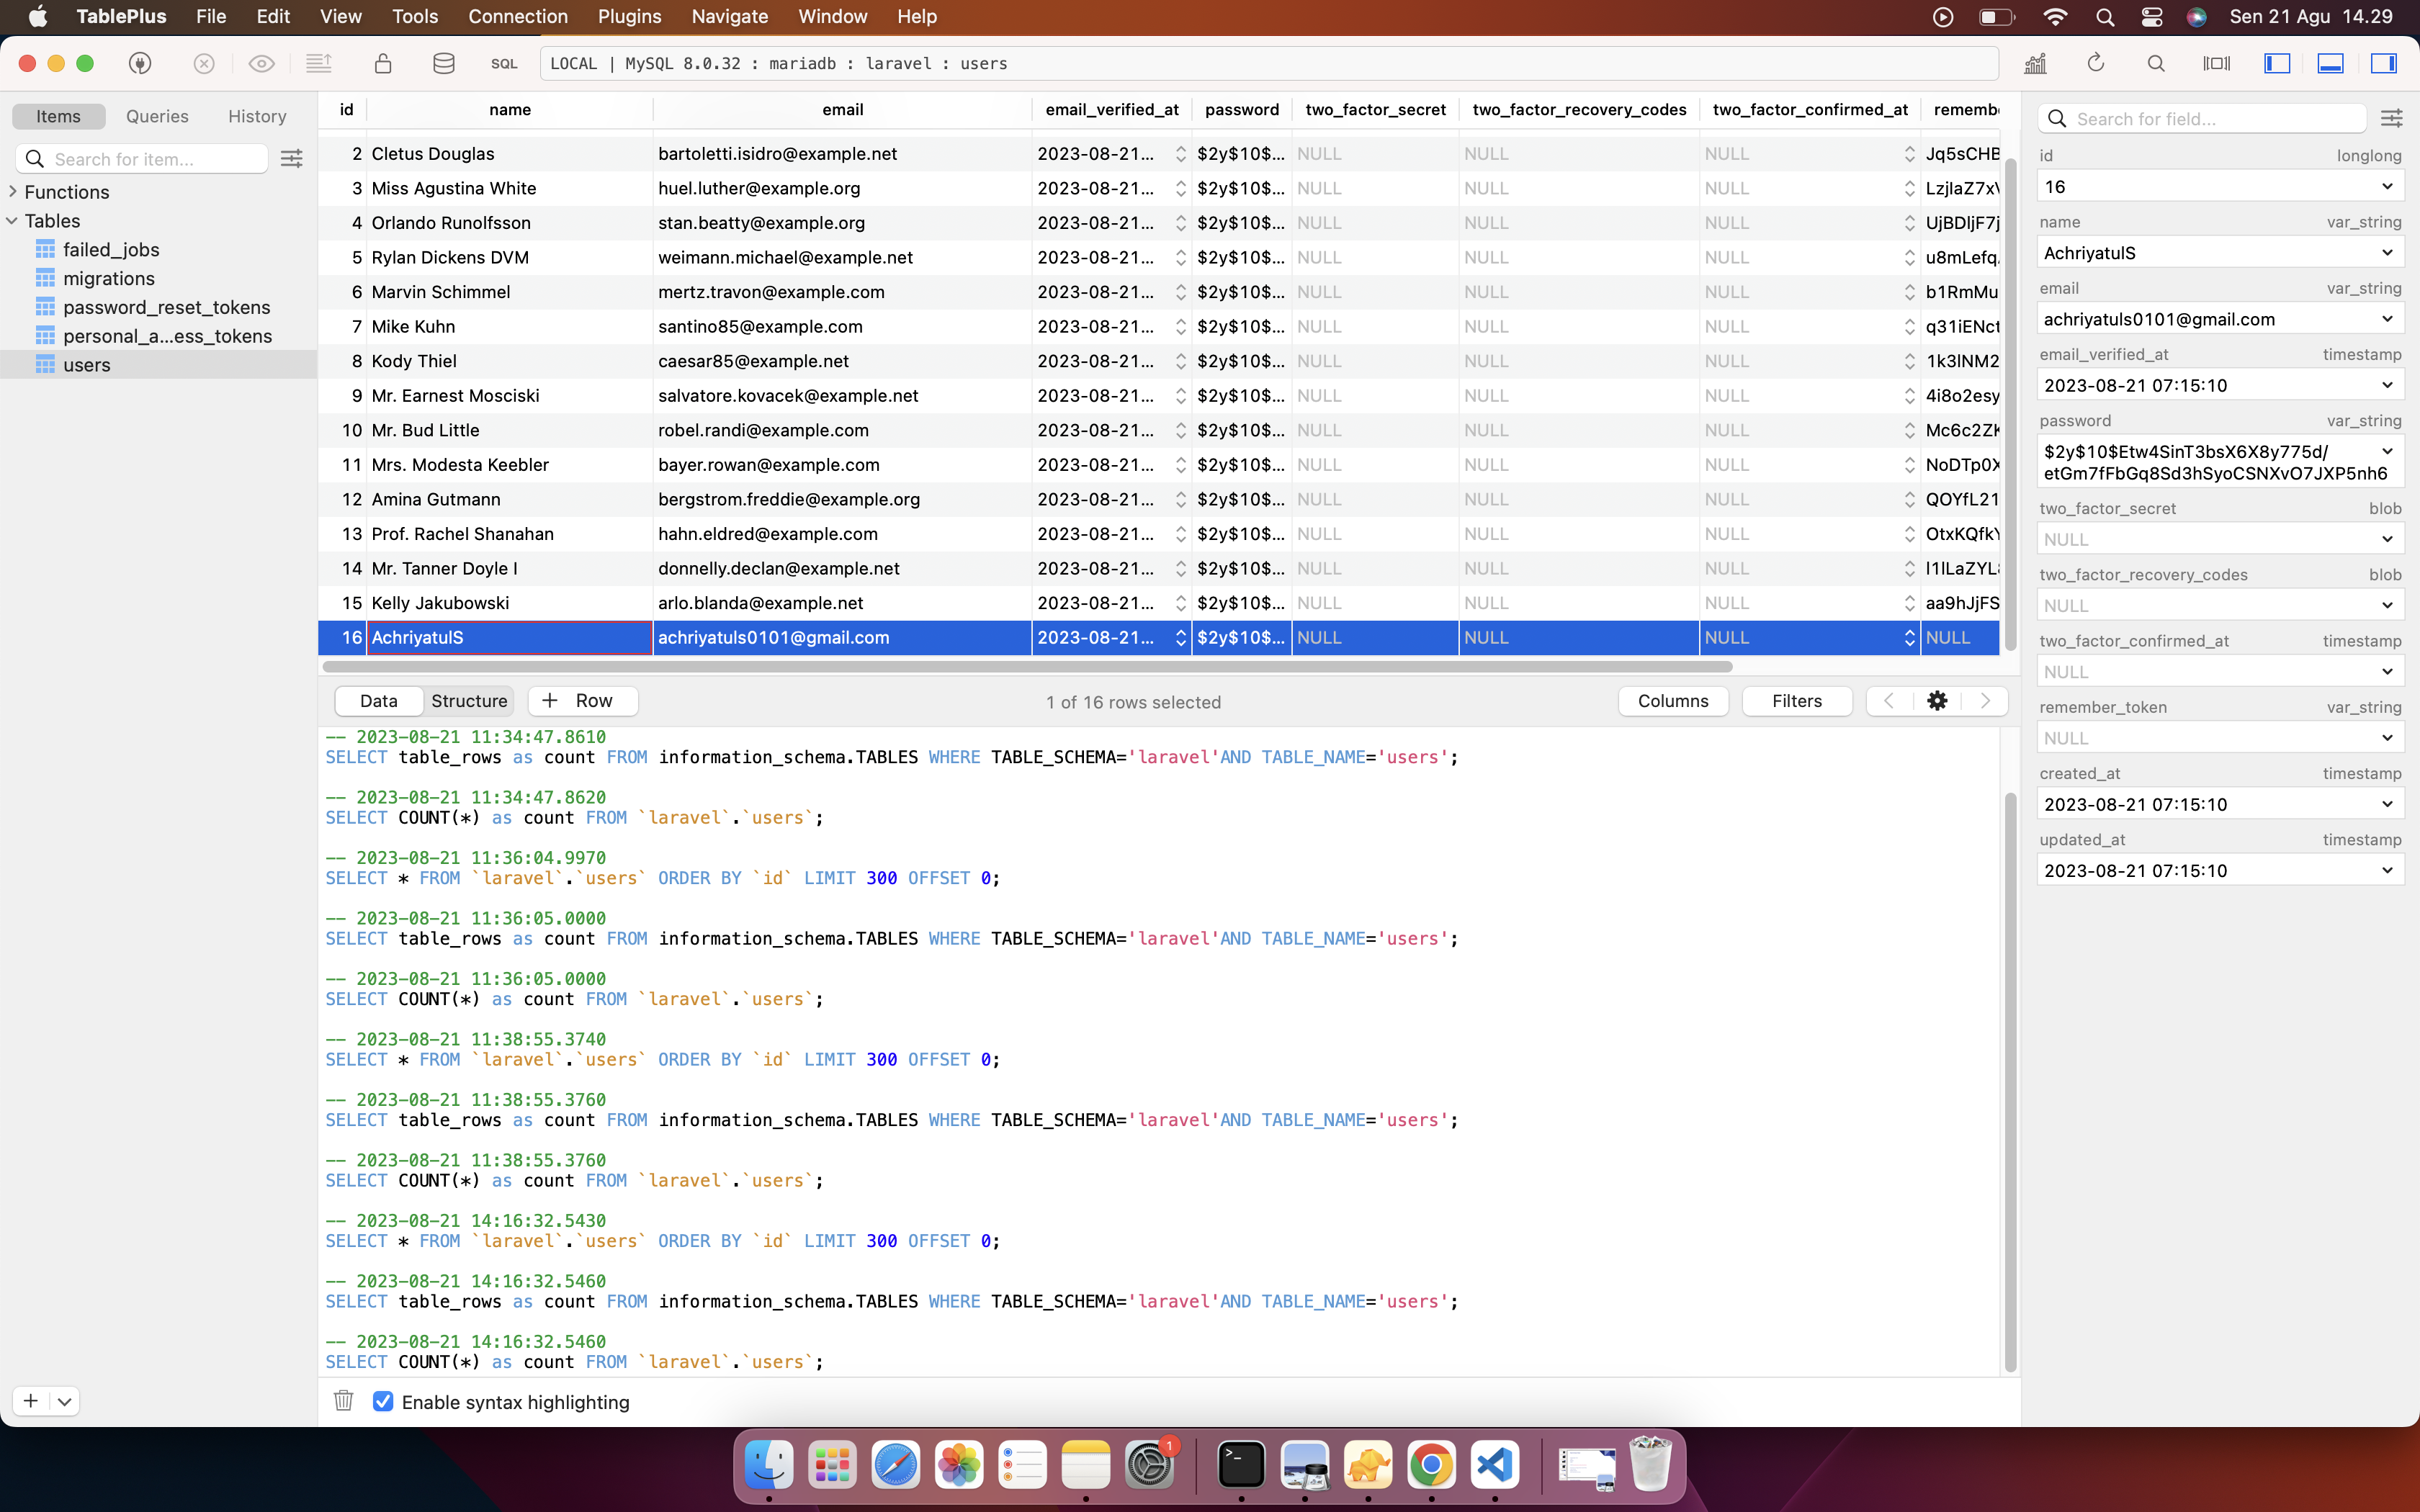 TablePlus File Edit View Tools Connection Plugins Navigate Window Help Sen 21 Agu 14.29
SQL LOCAL | MySQL 8.0.32 : mariadb : laravel : users
Items Queries History
Search for item...
Functions
Tables
failed_jobs
migrations
password_reset_tokens
personal_a...ess_tokens
users
id name email email_verified_at password two_factor_secret two_factor_recovery_codes two_factor_confirmed_at rememb
2 Cletus Douglas bartoletti.isidro@example.net 2023-08-21... $2y$10$... NULL NULL NULL Jq5sCHB
3 Miss Agustina White huel.luther@example.org 2023-08-21... $2y$10$... NULL NULL NULL
4 Orlando Runolfsson stan.beatty@example.org 2023-08-21... $2y$10$... NULL NULL NULL
5 Rylan Dickens DVM weimann.michael@example.net 2023-08-21... $2y$10$... NULL NULL NULL
6 Marvin Schimmel mertz.travon@example.com 2023-08-21... $2y$10$... NULL NULL NULL b1RmMu
7 Mike Kuhn santino85@example.com 2023-08-21... $2y$10$... NULL NULL NULL q31iENct
8 Kody Thiel caesar85@example.net 2023-08-21... $2y$10$... NULL NULL NULL
9 Mr. Earnest Mosciski salvatore.kovacek@example.net 2023-08-21... $2y$10$... NULL NULL NULL 4i8o2esy
10 Mr. Bud Little robel.randi@example.com 2023-08-21... $2y$10$... NULL NULL NULL
11 Mrs. Modesta Keebler bayer.rowan@example.com 2023-08-21... $2y$10$... NULL NULL NULL
12 Amina Gutmann bergstrom.freddie@example.org 2023-08-21... $2y$10$... NULL NULL NULL QOYfL21
13 Prof. Rachel Shanahan hahn.eldred@example.com 2023-08-21... $2y$10$... NULL NULL NULL
14 Mr. Tanner Doyle I donnelly.declan@example.net 2023-08-21... $2y$10$... NULL NULL NULL
15 Kelly Jakubowski arlo.blanda@example.net 2023-08-21... $2y$10$... NULL NULL NULL aa9hJjFS
16 AchriyatulS achriyatuls0101@gmail.com 2023-08-21... $2y$10$... NULL NULL NULL NULL
Data Structure + Row 1 of 16 rows selected Columns Filters
-- 2023-08-21 11:34:47.8610
SELECT table_rows as count FROM information_schema.TABLES WHERE TABLE_SCHEMA='laravel'AND TABLE_NAME='users';
-- 2023-08-21 11:34:47.8620
SELECT COUNT(*) as count FROM `laravel`.`users`;
-- 2023-08-21 11:36:04.9970
SELECT * FROM `laravel`.`users` ORDER BY `id` LIMIT 300 OFFSET 0;
-- 2023-08-21 11:36:05.0000
SELECT table_rows as count FROM information_schema.TABLES WHERE TABLE_SCHEMA='laravel'AND TABLE_NAME='users';
-- 2023-08-21 11:36:05.0000
SELECT COUNT(*) as count FROM `laravel`.`users`;
-- 2023-08-21 11:38:55.3740
SELECT * FROM `laravel`.`users` ORDER BY `id` LIMIT 300 OFFSET 0;
-- 2023-08-21 11:38:55.3760
SELECT table_rows as count FROM information_schema.TABLES WHERE TABLE_SCHEMA='laravel'AND TABLE_NAME='users';
-- 2023-08-21 11:38:55.3760
SELECT COUNT(*) as count FROM `laravel`.`users`;
-- 2023-08-21 14:16:32.5430
SELECT * FROM `laravel`.`users` ORDER BY `id` LIMIT 300 OFFSET 0;
-- 2023-08-21 14:16:32.5460
SELECT table_rows as count FROM information_schema.TABLES WHERE TABLE_SCHEMA='laravel'AND TABLE_NAME='users';
-- 2023-08-21 14:16:32.5460
SELECT COUNT(*) as count FROM `laravel`.`users`;
Enable syntax highlighting
Search for field...
id longlong
16
name var_string
AchriyatulS
email var_string
achriyatuls0101@gmail.com
email_verified_at timestamp
2023-08-21 07:15:10
password var_string
$2y$10$Etw4SinT3bsX6X8y775d/
etGm7fFbGq8Sd3hSyoCSNXvO7JXP5nh6
two_factor_secret blob
NULL
two_factor_recovery_codes blob
NULL
two_factor_confirmed_at timestamp
NULL
remember_token var_string
NULL
created_at timestamp
2023-08-21 07:15:10
updated_at timestamp
2023-08-21 07:15:10
1